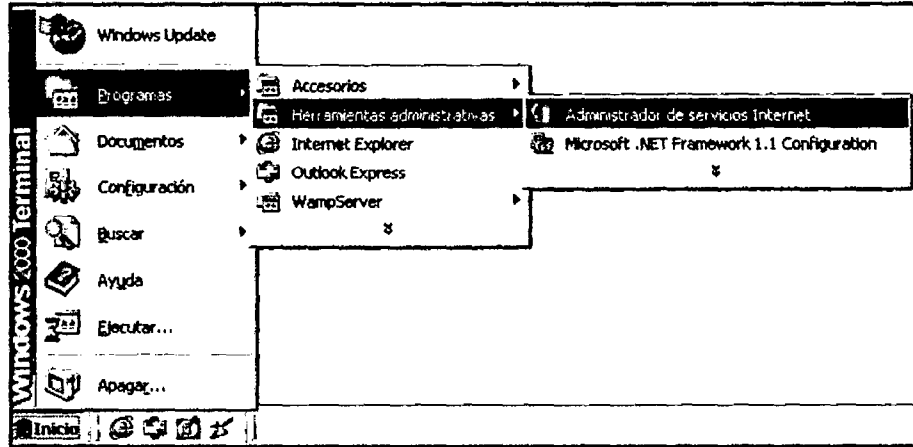 Windows Update
Programas
Documentos
Configuración
Buscar
Ayuda
Ejecutar...
Apagar...
Windows 2000 Terminal
Inicio
Accesorios
Herramientas administrativas
Internet Explorer
Outlook Express
WampServer
Administrador de servicios Internet
Microsoft .NET Framework 1.1 Configuration